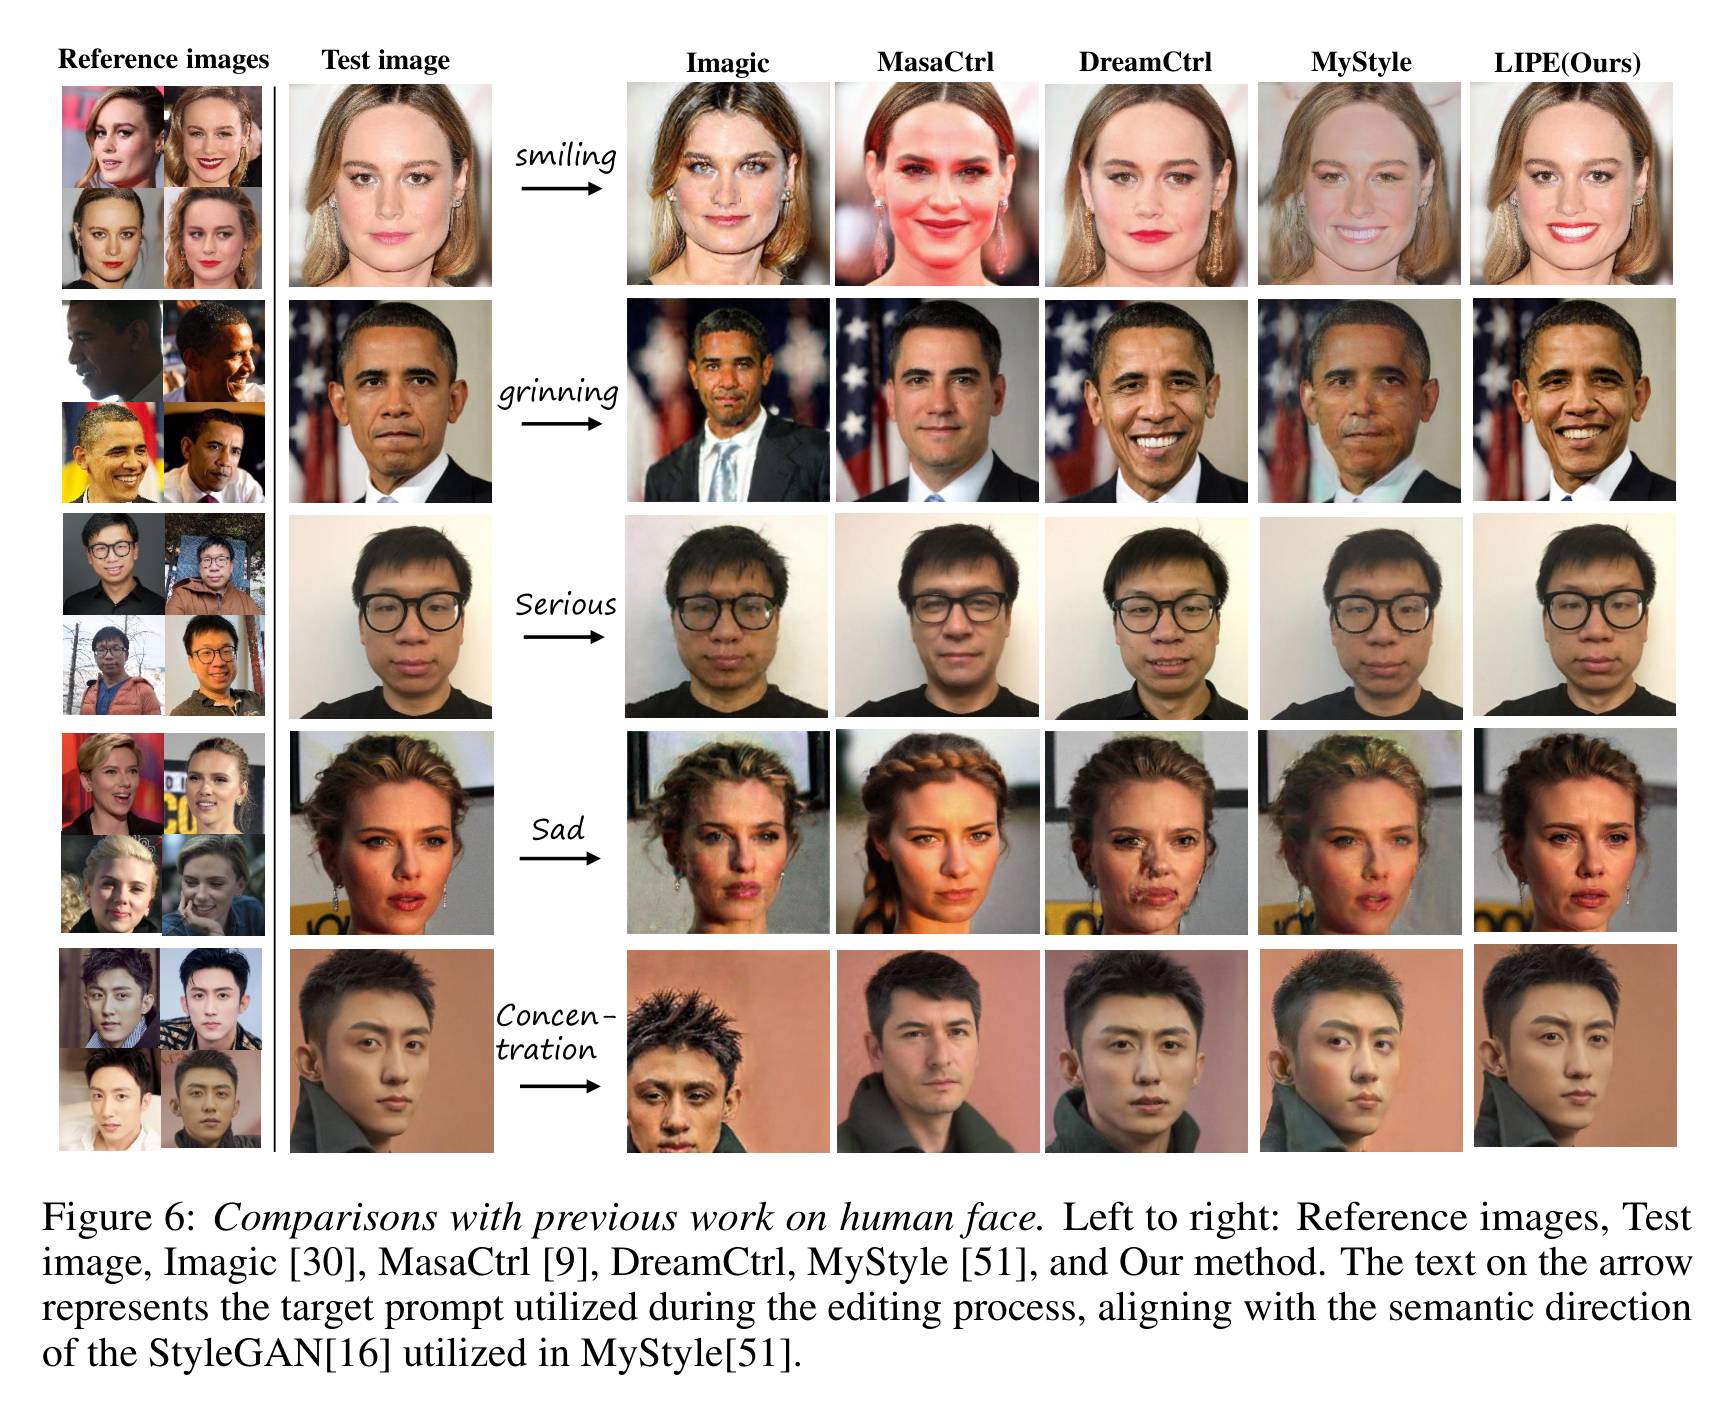 Reference images Test image Imagic MasaCtrl DreamCtrl MyStyle LIPE(Ours)
smiling
grinning
Serious
Sad
Concen-
tration
Figure 6: Comparisons with previous work on human face. Left to right: Reference images, Test
image, Imagic [30], MasaCtrl [9], DreamCtrl, MyStyle [51], and Our method. The text on the arrow
represents the target prompt utilized during the editing process, aligning with the semantic direction
of the StyleGAN[16] utilized in MyStyle[51].